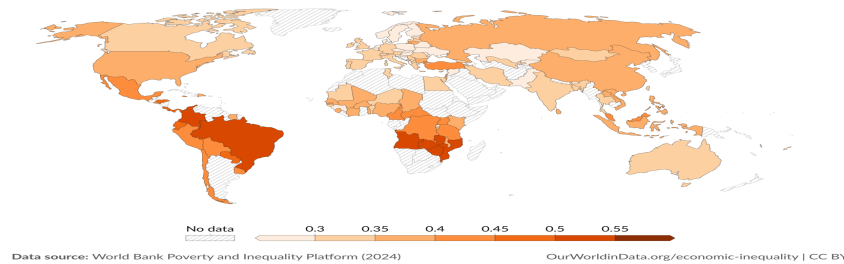 No data
0.3 0.35 0.4 0.45 0.5 0.55
Data source: World Bank Poverty and Inequality Platform (2024) OurWorldinData.org/economic-inequality | CC BY